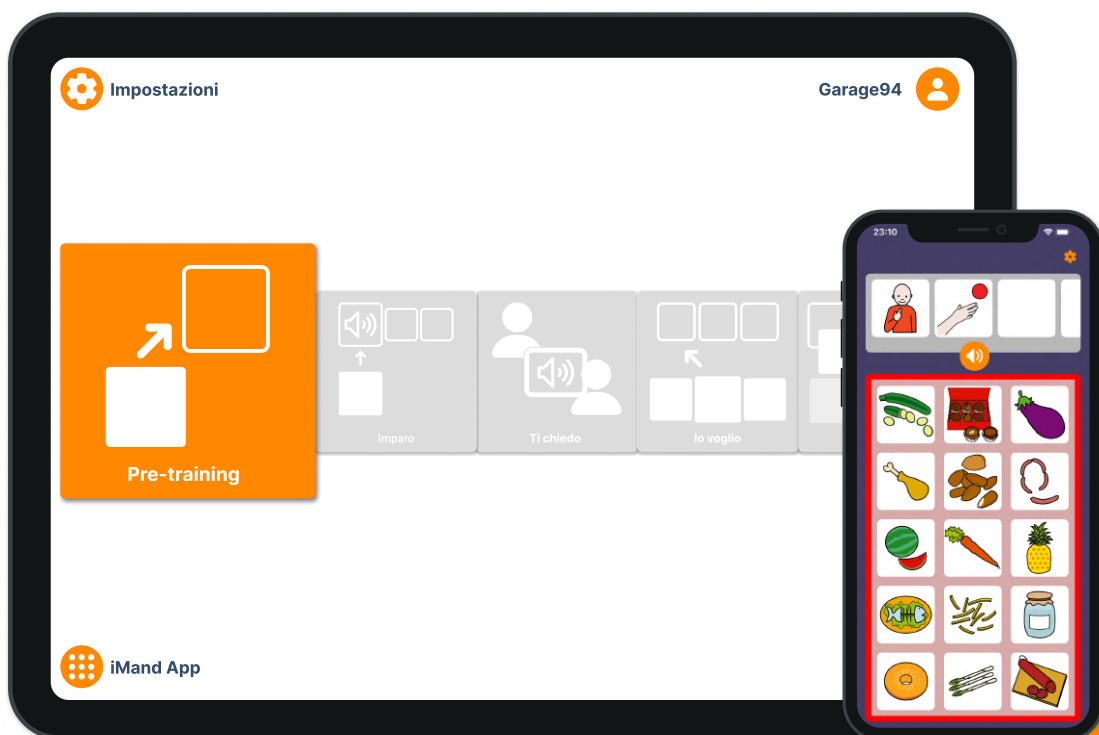 Impostazioni
Garage94
23:10
Pre-training
Imparo
Ti chiedo
Io voglio
iMand App